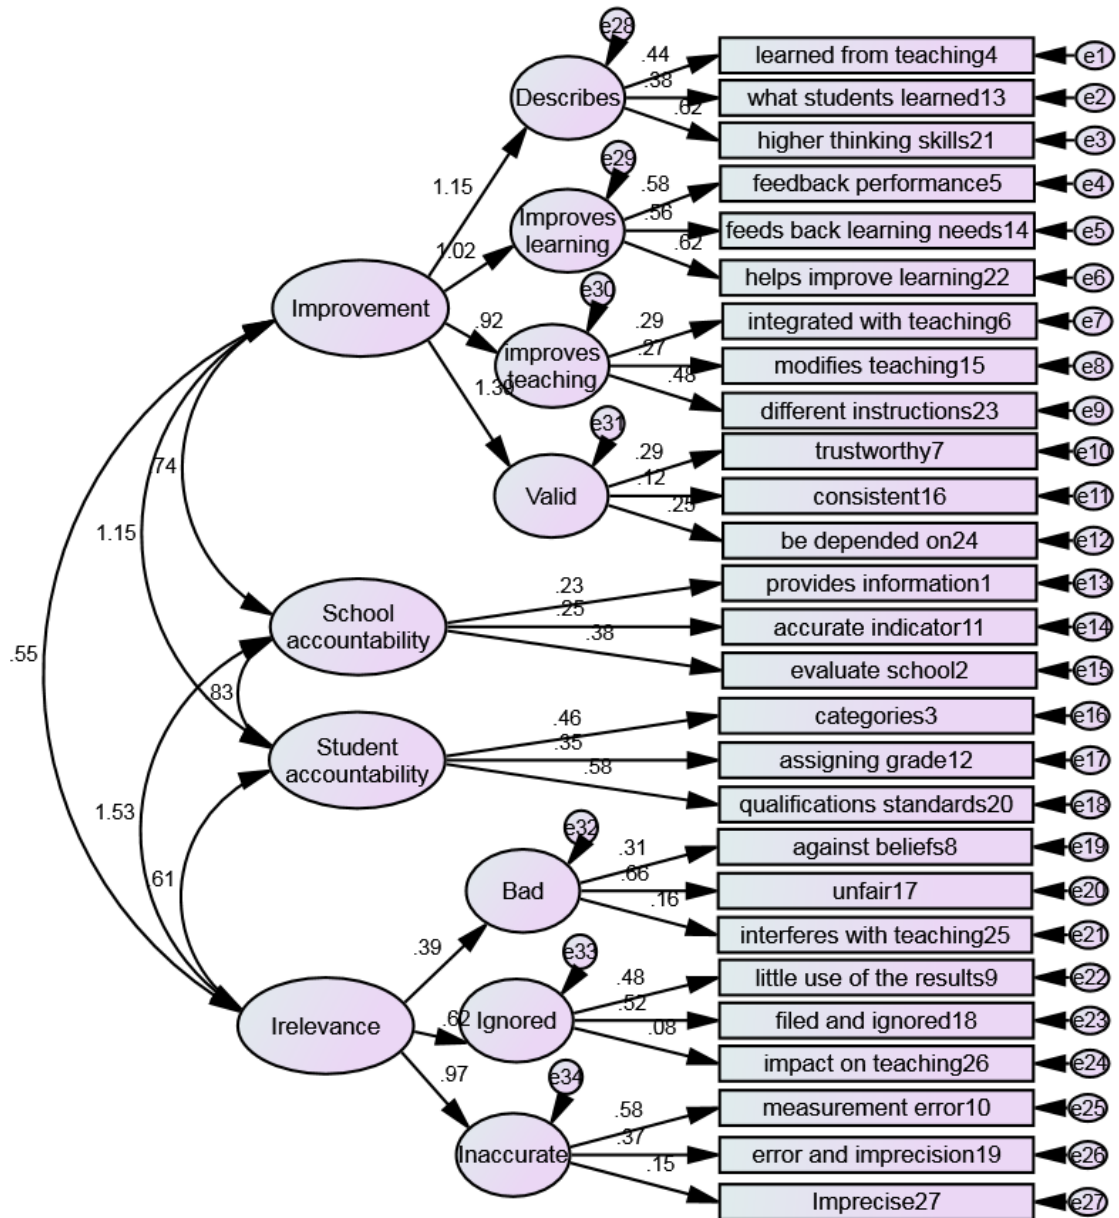 e28
.44
learned from teaching4
e1
Describes
.38
what students learned13
e2
.62
higher thinking skills21
e3
e29
.58
feedback performance5
e4
1.15
Improves
learning
.56
feeds back learning needs14
e5
1.02
.62
helps improve learning22
e6
Improvement
e30
.29
integrated with teaching6
e7
.92
improves
teaching
.27
modifies teaching15
e8
1.39
.48
different instructions23
e9
e31
.29
trustworthy7
e10
Valid
.12
consistent16
e11
.25
be depended on24
e12
.74
1.15
School
accountability
.23
provides information1
e13
.25
accurate indicator11
e14
.38
evaluate school2
e15
.55
.83
Student
accountability
.46
categories3
e16
.35
assigning grade12
e17
.58
qualifications standards20
e18
1.53
.61
e32
.31
against beliefs8
e19
Bad
.66
unfair17
e20
.16
interferes with teaching25
e21
.39
e33
.48
little use of the results9
e22
Irelevance
.62
Ignored
.52
filed and ignored18
e23
.08
impact on teaching26
e24
.97
e34
.58
measurement error10
e25
Inaccurate
.37
error and imprecision19
e26
.15
Imprecise27
e27